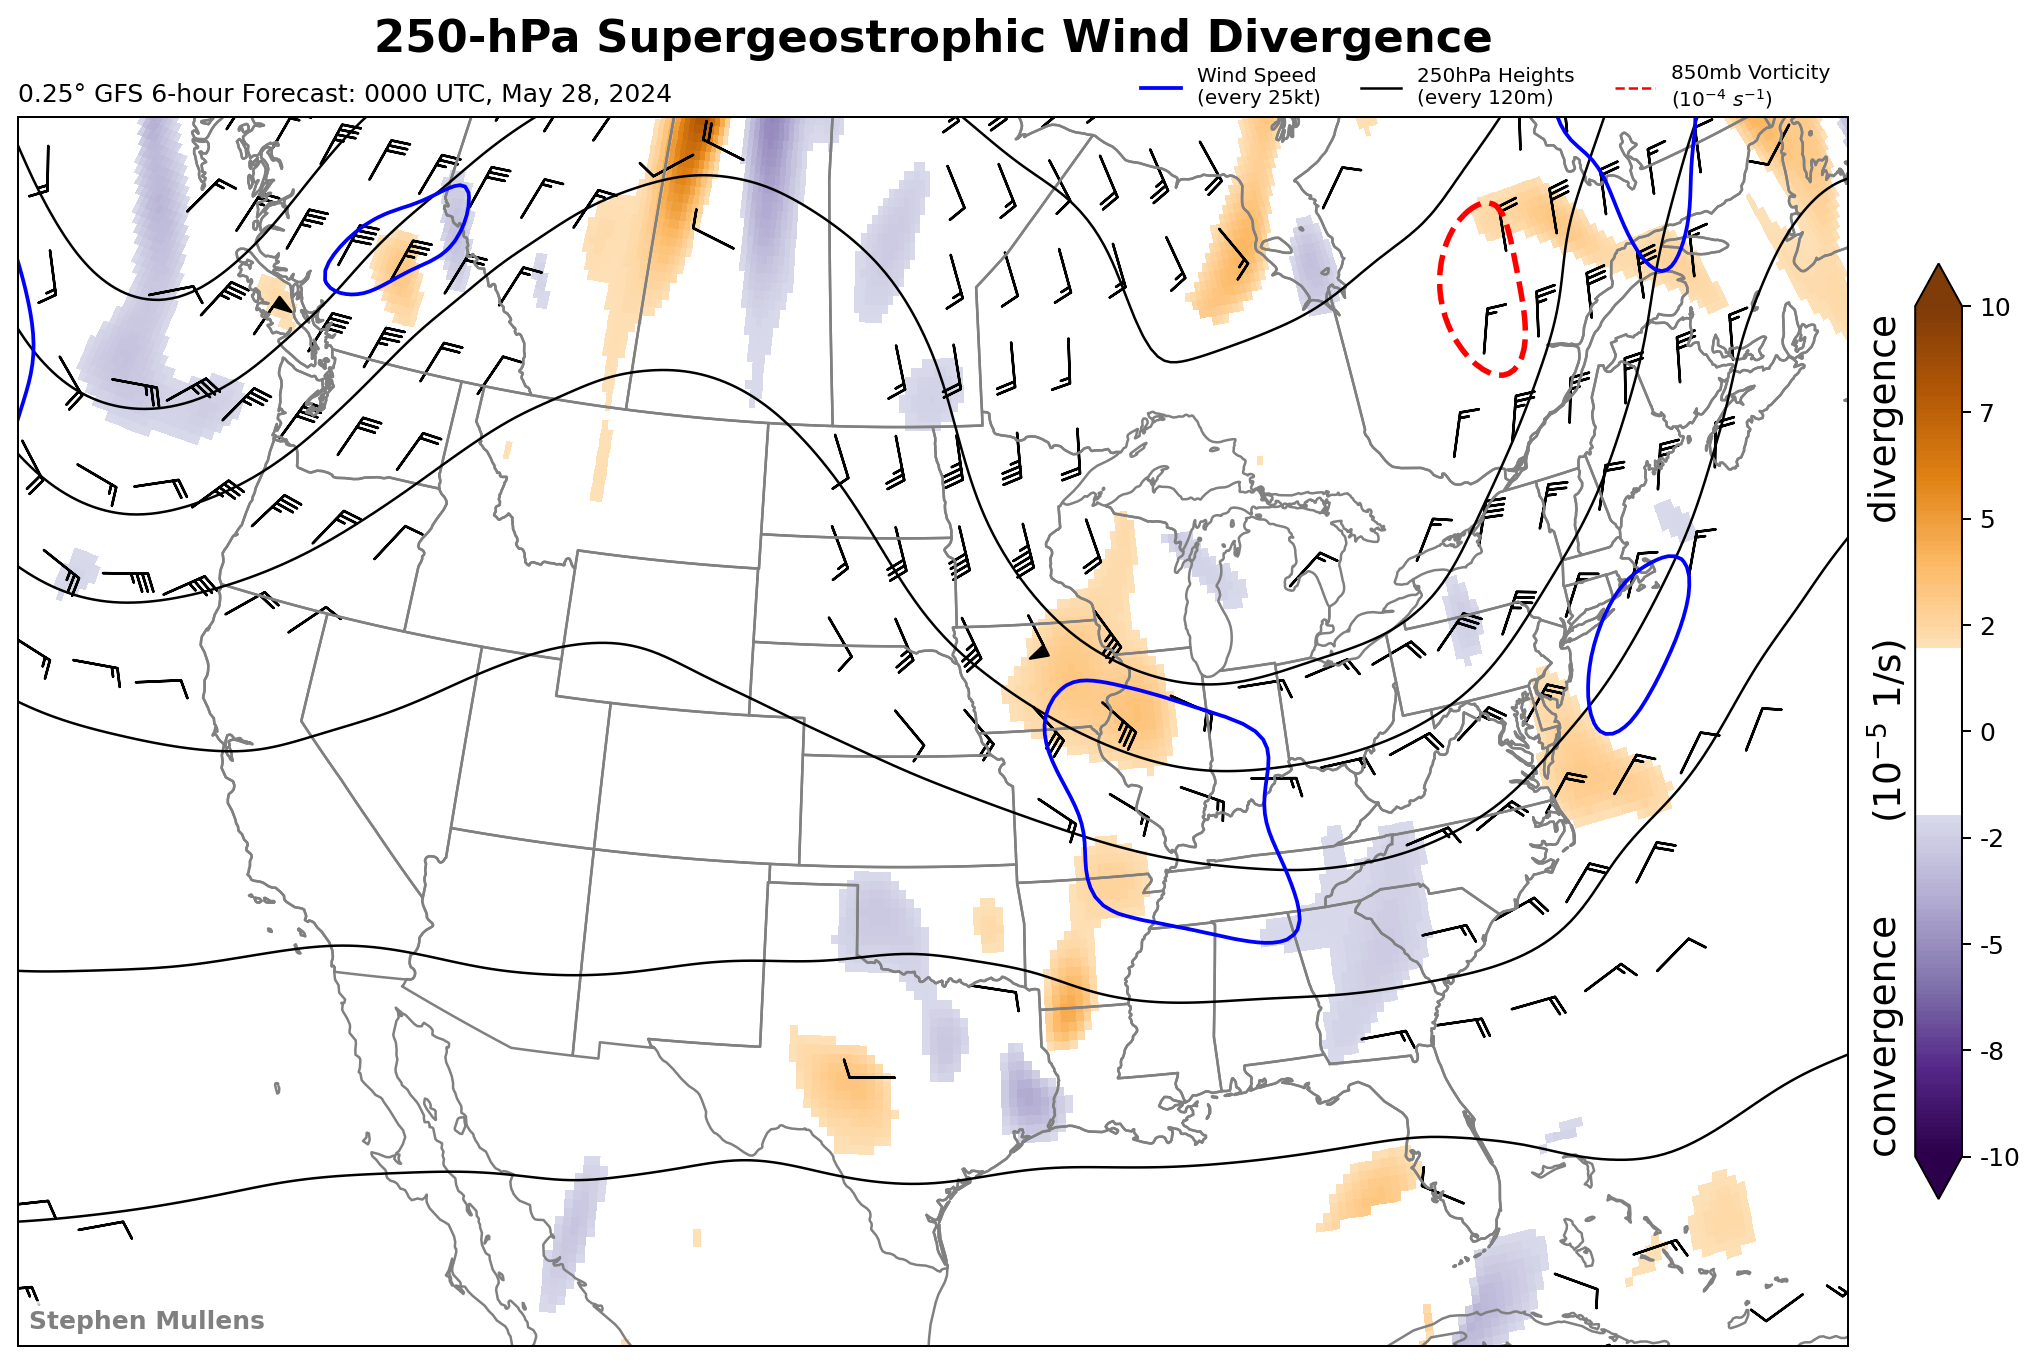 250-hPa Supergeostrophic Wind Divergence
0.25° GFS 6-hour Forecast: 0000 UTC, May 28, 2024
Wind Speed
(every 25kt)
250hPa Heights
(every 120m)
850mb Vorticity
(10⁻⁴ s⁻¹)
10
7
5
2
0
-2
-5
-8
-10
convergence (10⁻⁵ 1/s) divergence
Stephen Mullens